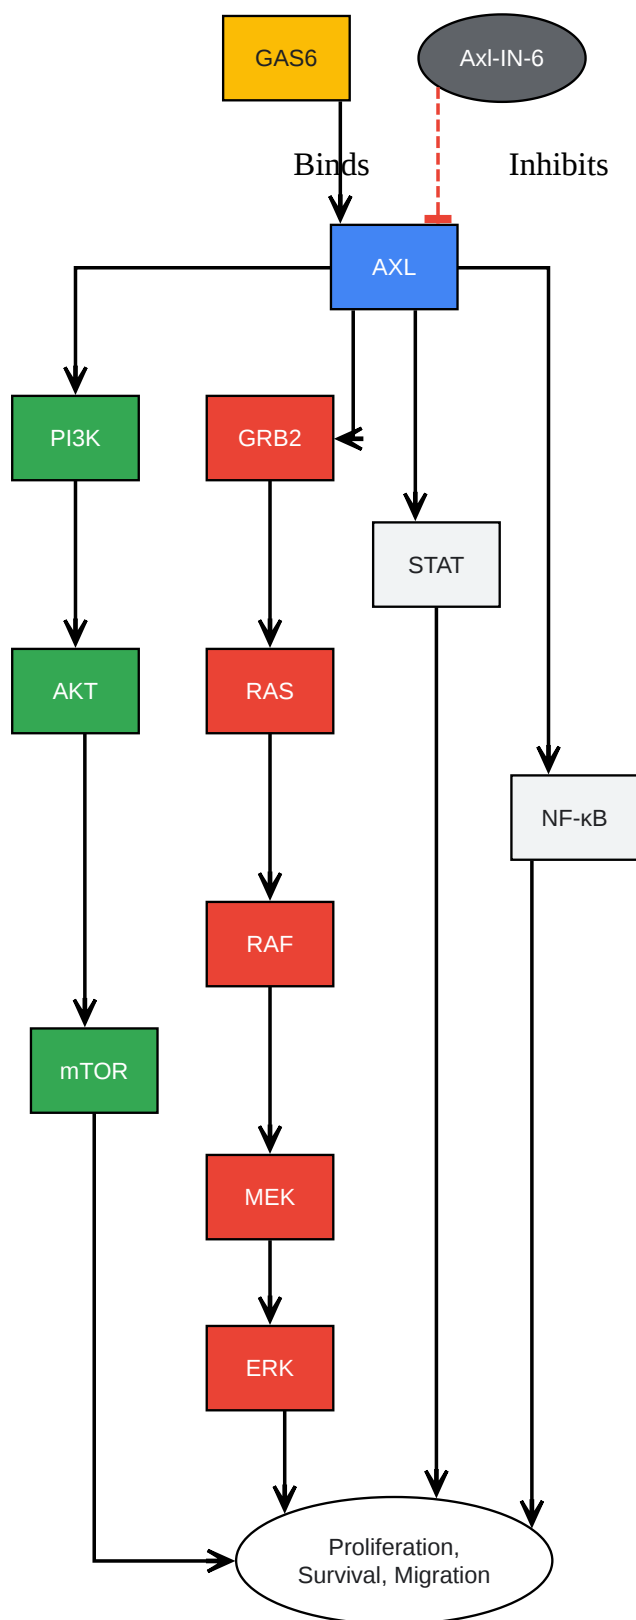 GAS6
Axl-IN-6
Binds
Inhibits
AXL
PI3K
GRB2
STAT
AKT
RAS
NF-κB
RAF
mTOR
MEK
ERK
Proliferation,
Survival, Migration